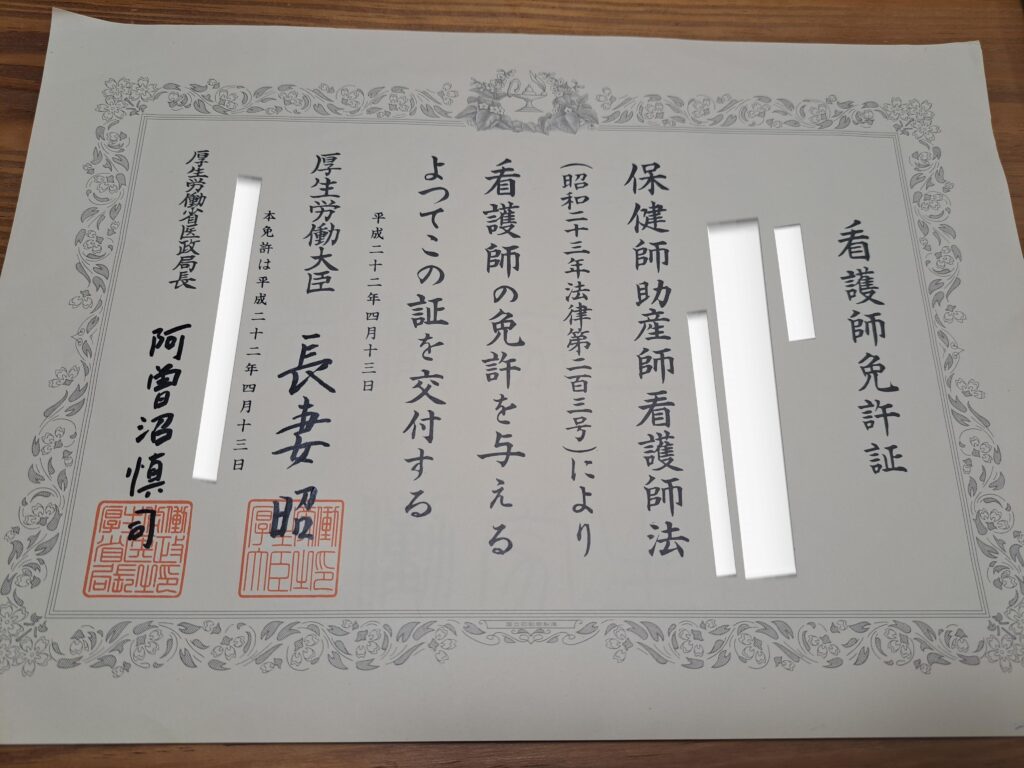 看護師免許証
保健師助産師看護師法
(昭和二十三年法律第二百三号)により
看護師の免許を与える
よつてこの証を交付する
平成二十二年四月十三日
厚生労働大臣 長妻 昭
本免許は平成二十二年四月十三日
厚生労働省医政局長 阿曽沼慎司